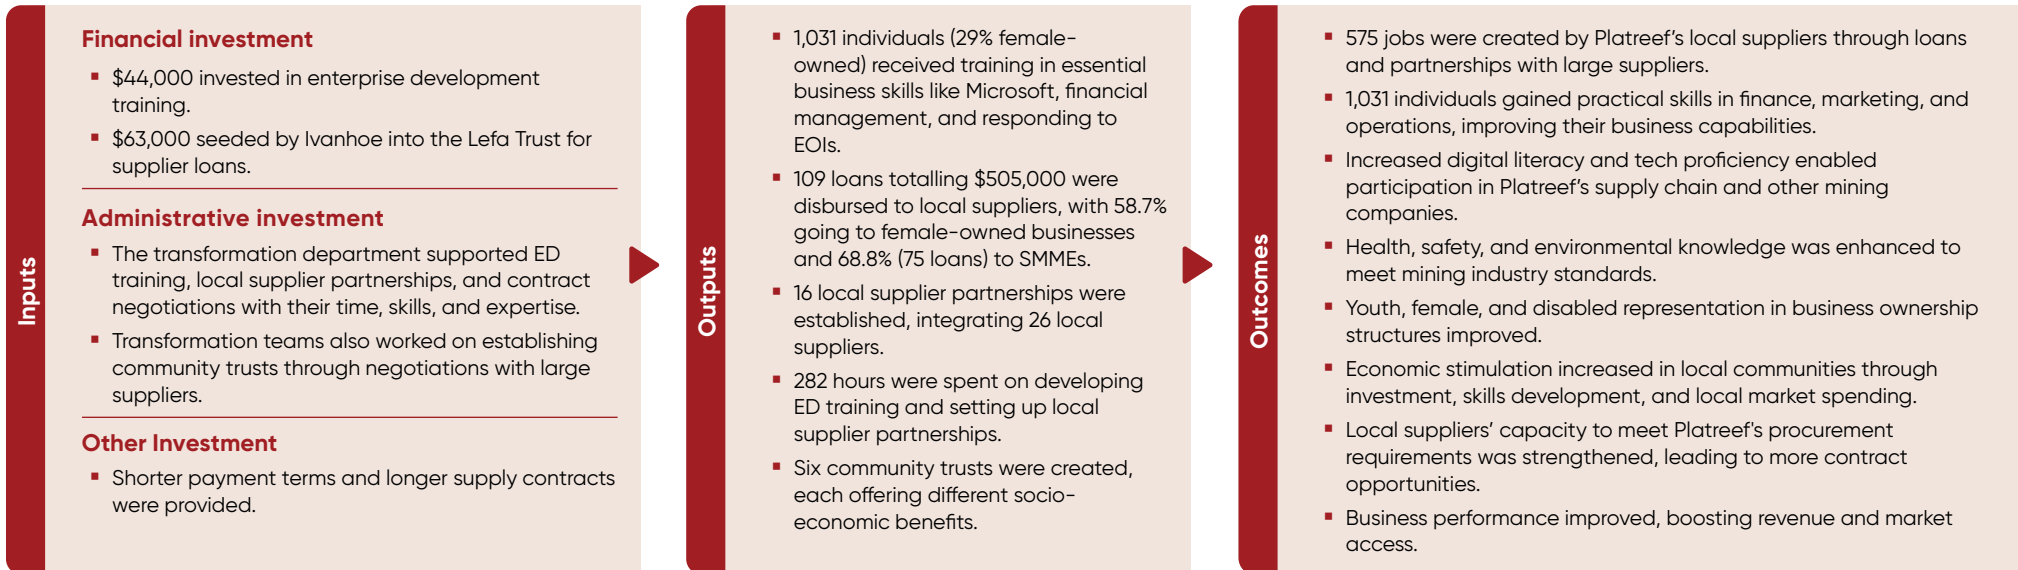 Inputs
Financial investment
▪ $44,000 invested in enterprise development
training.
▪ $63,000 seeded by Ivanhoe into the Lefa Trust for
supplier loans.
Administrative investment
▪ The transformation department supported ED
training, local supplier partnerships, and contract
negotiations with their time, skills, and expertise.
▪ Transformation teams also worked on establishing
community trusts through negotiations with large
suppliers.
Other Investment
▪ Shorter payment terms and longer supply contracts
were provided.
Outputs
▪ 1,031 individuals (29% female-
owned) received training in essential
business skills like Microsoft, financial
management, and responding to
EOIs.
▪ 109 loans totalling $505,000 were
disbursed to local suppliers, with 58.7%
going to female-owned businesses
and 68.8% (75 loans) to SMMEs.
▪ 16 local supplier partnerships were
established, integrating 26 local
suppliers.
▪ 282 hours were spent on developing
ED training and setting up local
supplier partnerships.
▪ Six community trusts were created,
each offering different socio-
economic benefits.
Outcomes
▪ 575 jobs were created by Platreef’s local suppliers through loans
and partnerships with large suppliers.
▪ 1,031 individuals gained practical skills in finance, marketing, and
operations, improving their business capabilities.
▪ Increased digital literacy and tech proficiency enabled
participation in Platreef’s supply chain and other mining
companies.
▪ Health, safety, and environmental knowledge was enhanced to
meet mining industry standards.
▪ Youth, female, and disabled representation in business ownership
structures improved.
▪ Economic stimulation increased in local communities through
investment, skills development, and local market spending.
▪ Local suppliers’ capacity to meet Platreef's procurement
requirements was strengthened, leading to more contract
opportunities.
▪ Business performance improved, boosting revenue and market
access.